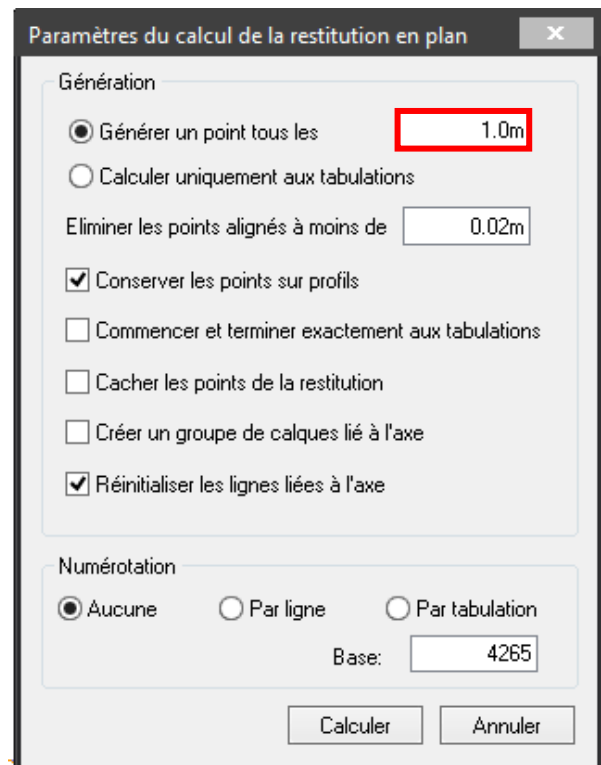 Paramètres du calcul de la restitution en plan
Génération
Générer un point tous les 1.0m
Calculer uniquement aux tabulations
Eliminer les points alignés à moins de 0.02m
Conserver les points sur profils
Commencer et terminer exactement aux tabulations
Cacher les points de la restitution
Créer un groupe de calques lié à l'axe
Réinitialiser les lignes liées à l'axe
Numérotation
Aucune Par ligne Par tabulation
Base: 4265
Calculer Annuler